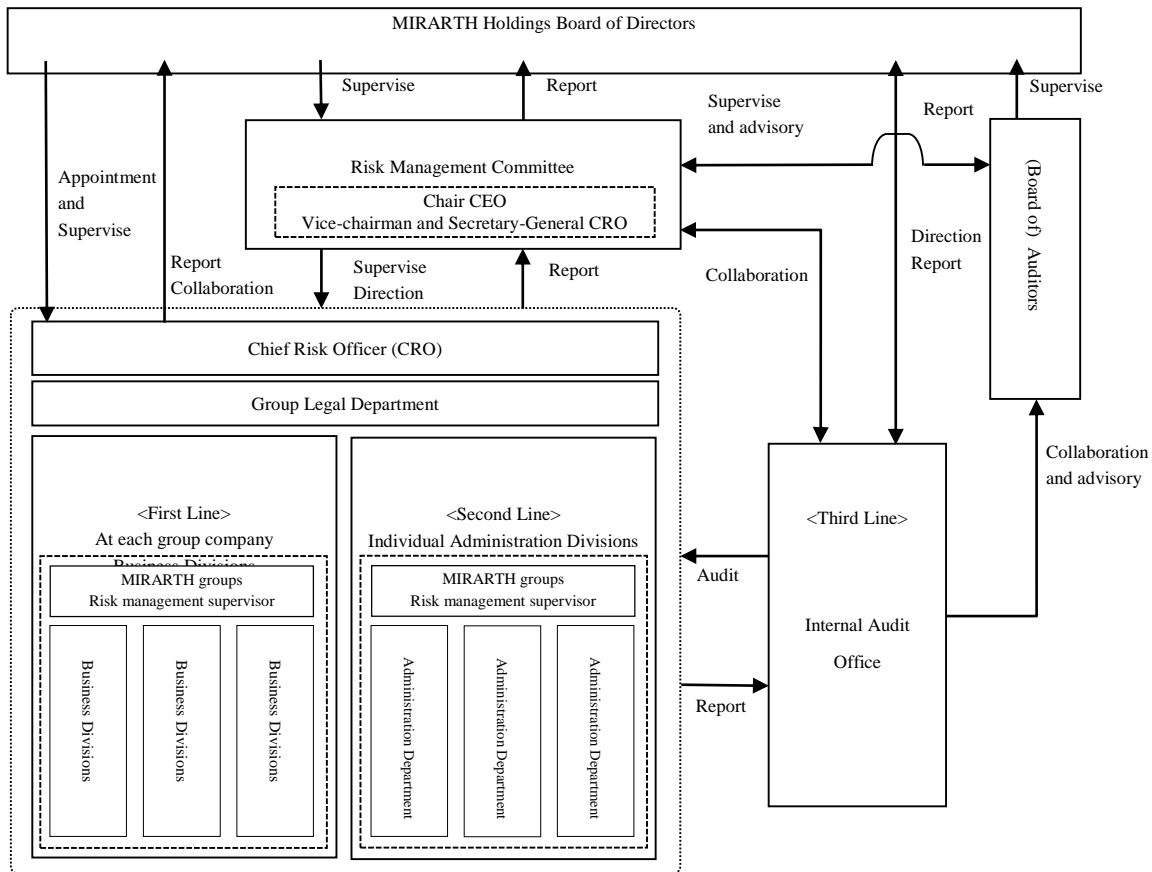 MIRARTH Holdings Board of Directors
Supervise
Report
Supervise
and advisory
Report
Supervise
Appointment
and
Supervise
Risk Management Committee
Chair CEO
Vice-chairman and Secretary-General CRO
(Board of) Auditors
Report
Collaboration
Supervise
Direction
Report
Collaboration
Direction
Report
Chief Risk Officer (CRO)
Group Legal Department
<First Line>
At each group company
Business Divisions
MIRARTH groups
Risk management supervisor
Business Divisions
Business Divisions
Business Divisions
<Second Line>
Individual Administration Divisions
MIRARTH groups
Risk management supervisor
Administration Department
Administration Department
Administration Department
Audit
Report
<Third Line>
Internal Audit
Office
Collaboration
and advisory